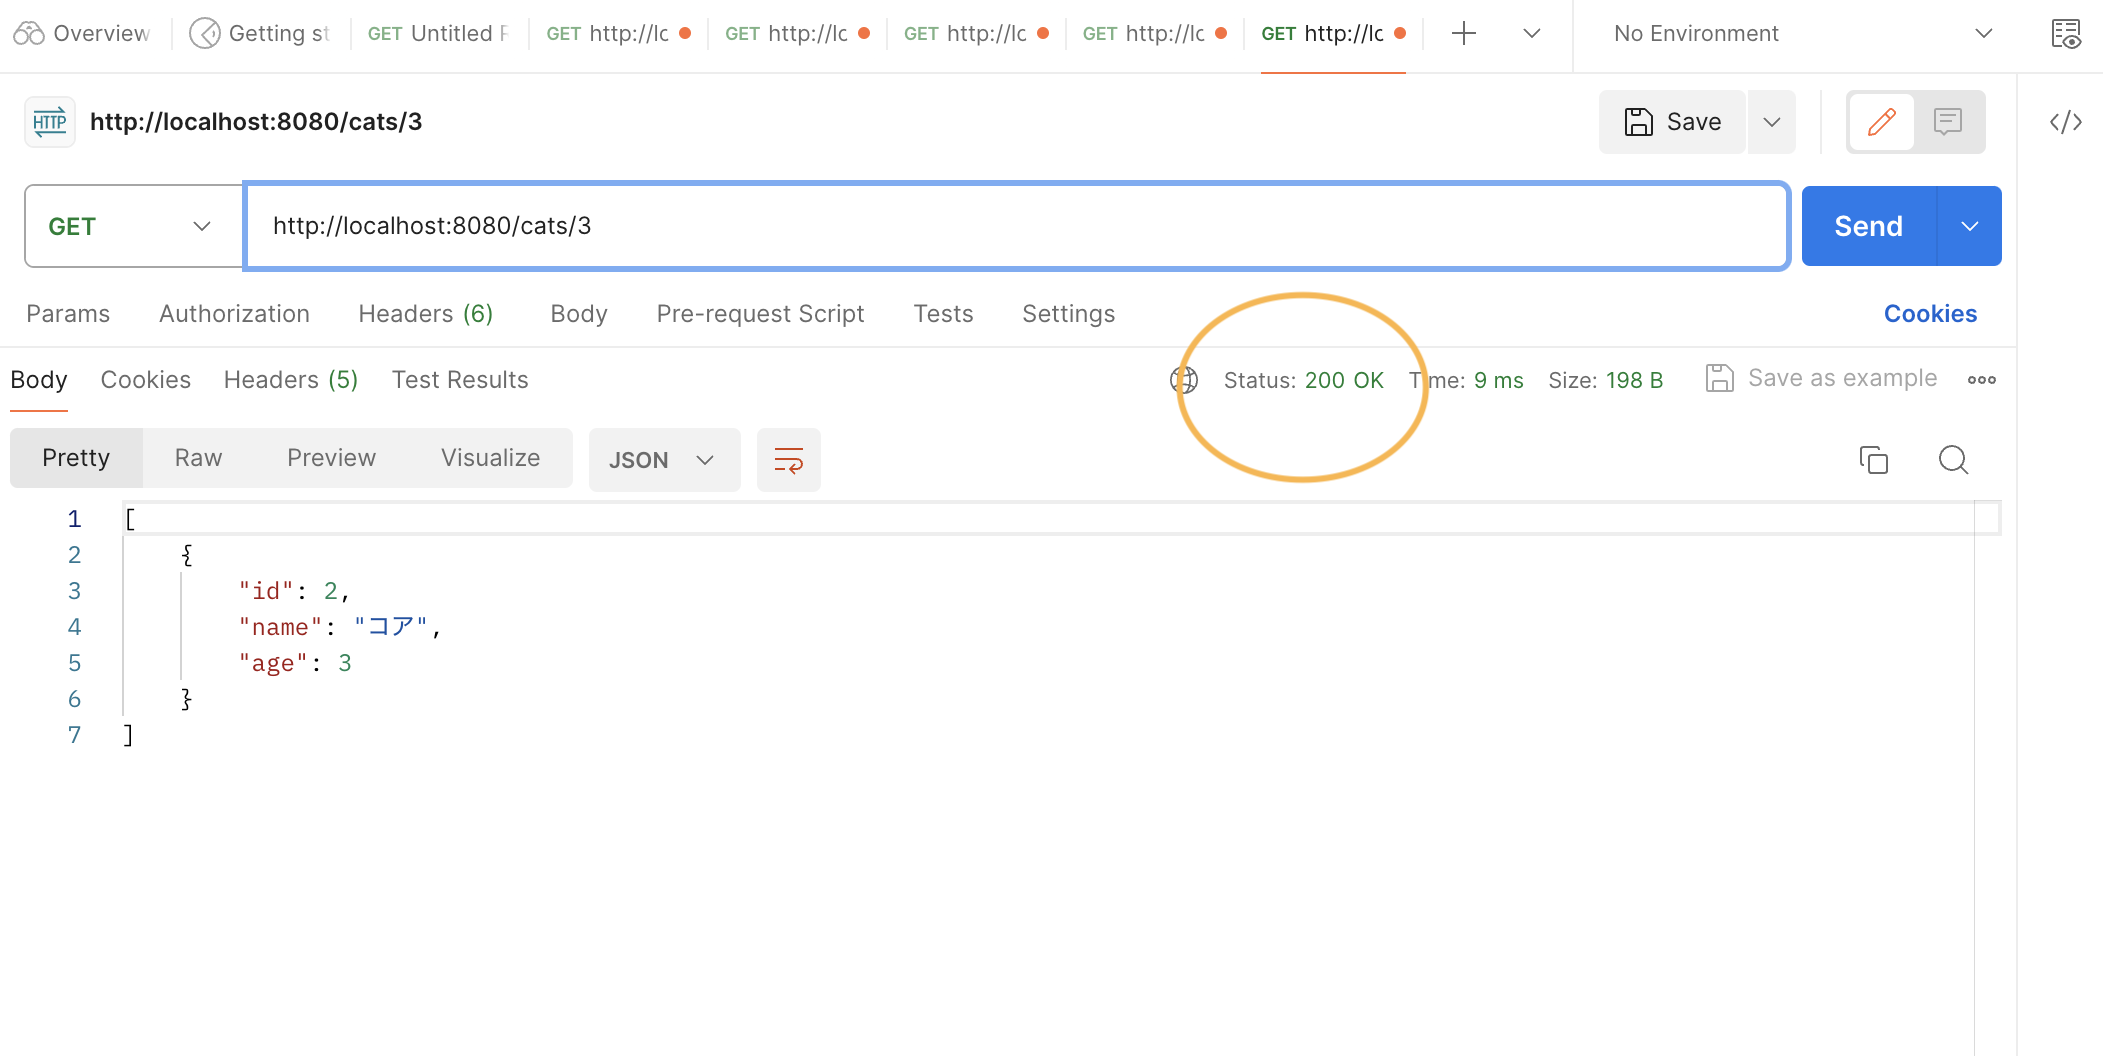 Overview Getting st GET Untitled GET http://lc GET http://lc GET http://lc GET http://lc GET http://lc No Environment
HTTP http://localhost:8080/cats/3 Save </>
GET http://localhost:8080/cats/3 Send
Params Authorization Headers (6) Body Pre-request Script Tests Settings Cookies
Body Cookies Headers (5) Test Results Status: 200 OK Time: 9 ms Size: 198 B Save as example
Pretty Raw Preview Visualize JSON
1 [
2 {
3 "id": 2,
4 "name": "コア",
5 "age": 3
6 }
7 ]